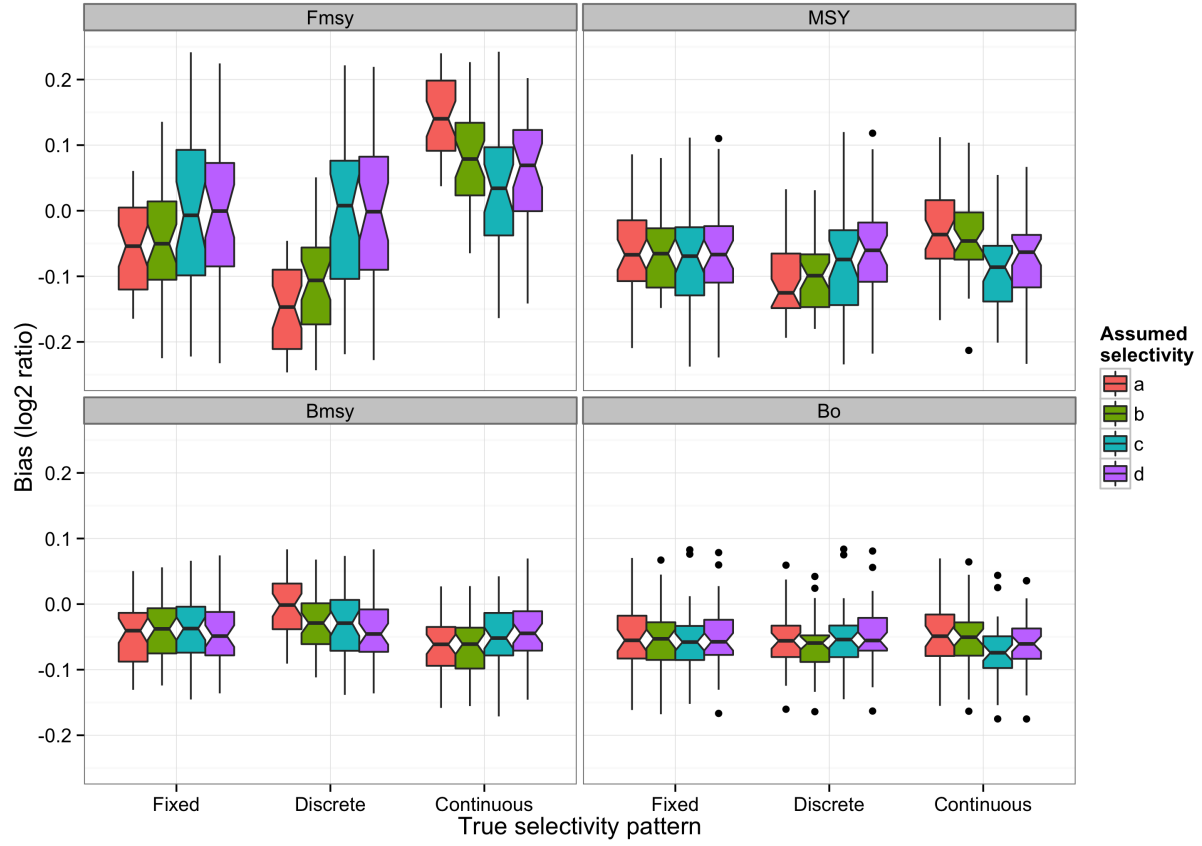 Fmsy
MSY
0.2
0.1
0.0
-0.1
-0.2
Bmsy
Bo
0.2
0.1
0.0
-0.1
-0.2
Fixed
Discrete
Continuous
Fixed
Discrete
Continuous
True selectivity pattern
Bias (log2 ratio)
Assumed
selectivity
a
b
c
d